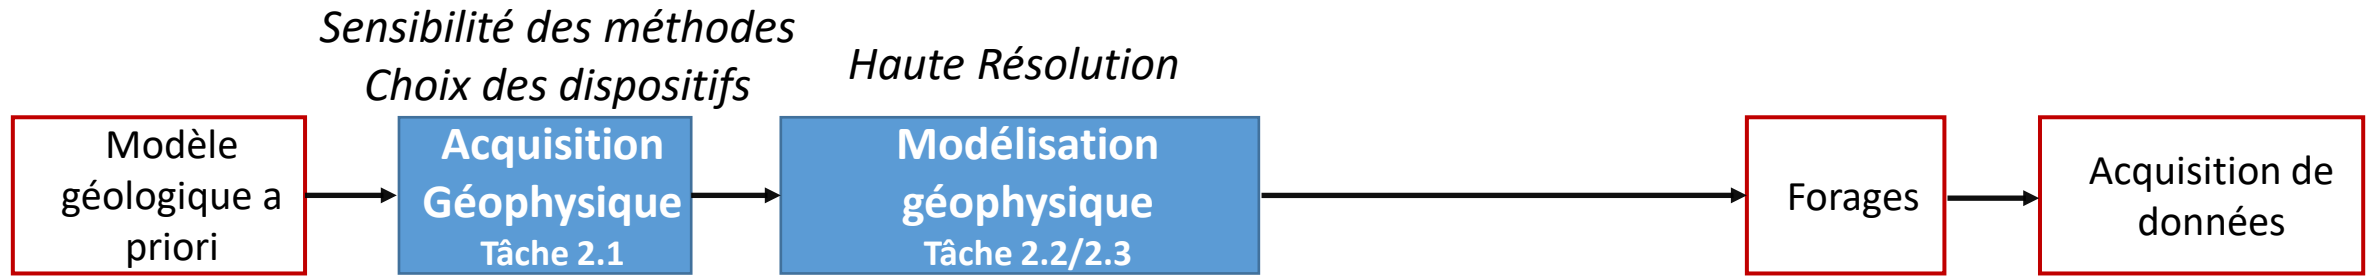 Sensibilité des méthodes
Choix des dispositifs
Haute Résolution
Modèle
géologique a
priori
Acquisition
Géophysique
Tâche 2.1
Modélisation
géophysique
Tâche 2.2/2.3
Forages
Acquisition de
données